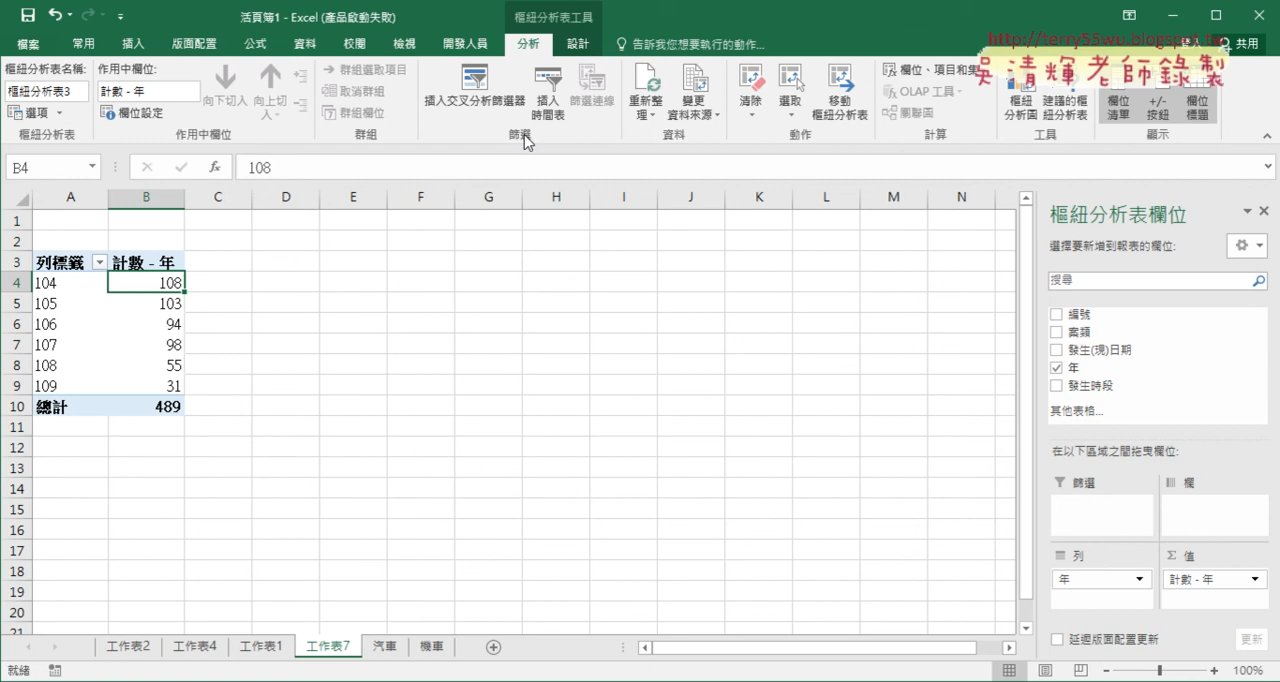 活頁簿1 - Excel (產品啟動失敗)
樞紐分析表工具
http://terry55wu.blogspot.tw
吳清輝老師錄製
檔案 常用 插入 版面配置 公式 資料 校閱 檢視 開發人員 分析 設計 告訴我您想要執行的動作... 登入 共用
樞紐分析表名稱: 作用中欄位:
樞紐分析表3 計數 - 年
選項 欄位設定 向下切入 向上切入
群組選取項目
取消群組
群組欄位
插入交叉分析篩選器 插入時間表 篩選連線 重新整理 變更資料來源 清除 選取 移動樞紐分析表
欄位、項目和集
OLAP 工具
關聯圖
樞紐分析圖 建議的樞紐分析表 欄位清單 +/-按鈕 欄位標題
樞紐分析表 作用中欄位 群組 篩選 資料 動作 計算 工具 顯示
B4 fx 108
A B C D E F G H I J K L M N
1
2
3 列標籤 計數 - 年
4 104 108
5 105 103
6 106 94
7 107 98
8 108 55
9 109 31
10 總計 489
11
12
13
14
15
16
17
18
19
20
21
樞紐分析表欄位
選擇要新增到報表的欄位:
搜尋
編號
案類
發生(現)日期
年
發生時段
其他表格...
在以下區域之間拖曳欄位:
篩選 欄
列 Σ 值
年 計數 - 年
延遲版面配置更新 更新
工作表2 工作表4 工作表1 工作表7 汽車 機車
就緒 100%